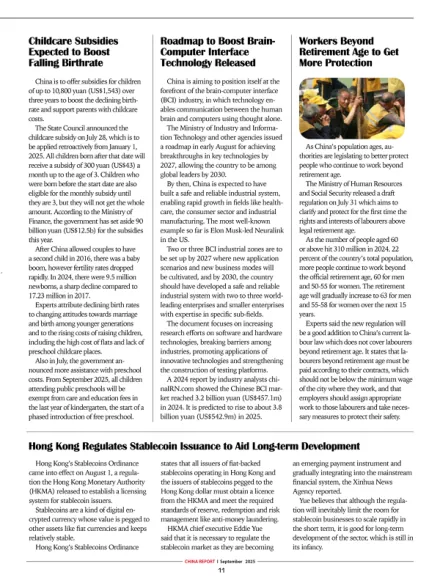 Childcare Subsidies
Expected to Boost
Falling Birthrate
China is to offer subsidies for children
of up to 10,800 yuan (US$1,543) over
three years to boost the declining birth-
rate and support parents with childcare
costs.
The State Council announced the
childcare subsidy on July 28, which is to
be applied retroactively from January 1,
2025. All children born after that date will
receive a subsidy of 300 yuan (US$43) a
month up to the age of 3. Children who
were born before the start date are also
eligible for the monthly subsidy until
they are 3, but they will not get the whole
amount. According to the Ministry of
Finance, the government has set aside 90
billion yuan (US$12.5b) for the subsidies
this year.
After China allowed couples to have
a second child in 2016, there was a baby
boom, however fertility rates dropped
rapidly. In 2024, there were 9.5 million
newborns, a sharp decline compared to
17.23 million in 2017.
Experts attribute declining birth rates
to changing attitudes towards marriage
and birth among younger generations
and to the rising costs of raising children,
including the high cost of flats and lack of
preschool childcare places.
Also in July, the government an-
nounced more assistance with preschool
costs. From September 2025, all children
attending public preschools will be
exempt from care and education fees in
the last year of kindergarten, the start of a
phased introduction of free preschool.
Roadmap to Boost Brain-
Computer Interface
Technology Released
China is aiming to position itself at the
forefront of the brain-computer interface
(BCI) industry, in which technology en-
ables communication between the human
brain and computers using thought alone.
The Ministry of Industry and Informa-
tion Technology and other agencies issued
a roadmap in early August for achieving
breakthroughs in key technologies by
2027, allowing the country to be among
global leaders by 2030.
By then, China is expected to have
built a safe and reliable industrial system,
enabling rapid growth in fields like health-
care, the consumer sector and industrial
manufacturing. The most well-known
example so far is Elon Musk-led Neuralink
in the US.
Two or three BCI industrial zones are to
be set up by 2027 where new application
scenarios and new business modes will
be cultivated, and by 2030, the country
should have developed a safe and reliable
industrial system with two to three world-
leading enterprises and smaller enterprises
with expertise in specific sub-fields.
The document focuses on increasing
research efforts on software and hardware
technologies, breaking barriers among
industries, promoting applications of
innovative technologies and strengthening
the construction of testing platforms.
A 2024 report by industry analysts chi-
naIRN.com showed the Chinese BCI mar-
ket reached 3.2 billion yuan (US$457.1m)
in 2024. It is predicted to rise to about 3.8
billion yuan (US$542.9m) in 2025.
Workers Beyond
Retirement Age to Get
More Protection
As China's population ages, au-
thorities are legislating to better protect
people who continue to work beyond
retirement age.
The Ministry of Human Resources
and Social Security released a draft
regulation on July 31 which aims to
clarify and protect for the first time the
rights and interests of labourers above
legal retirement age.
As the number of people aged 60
or above hit 310 million in 2024, 22
percent of the country's total population,
more people continue to work beyond
the official retirement age, 60 for men
and 50-55 for women. The retirement
age will gradually increase to 63 for men
and 55-58 for women over the next 15
years.
Experts said the new regulation will
be a good addition to China's current la-
bour law which does not cover labourers
beyond retirement age. It states that la-
bourers beyond retirement age must be
paid according to their contracts, which
should not be below the minimum wage
of the city where they work, and that
employers should assign appropriate
work to those labourers and take neces-
sary measures to protect their safety.
Hong Kong Regulates Stablecoin Issuance to Aid Long-term Development
Hong Kong's Stablecoins Ordinance
came into effect on August 1, a regula-
tion the Hong Kong Monetary Authority
(HKMA) released to establish a licensing
system for stablecoin issuers.
Stablecoins are a kind of digital en-
crypted currency whose value is pegged to
other assets like fiat currencies and keeps
relatively stable.
Hong Kong's Stablecoins Ordinance
states that all issuers of fiat-backed
stablecoins operating in Hong Kong and
the issuers of stablecoins pegged to the
Hong Kong dollar must obtain a licence
from the HKMA and meet the required
standards of reserve, redemption and risk
management like anti-money laundering.
HKMA chief executive Eddie Yue
said that it is necessary to regulate the
stablecoin market as they are becoming
an emerging payment instrument and
gradually integrating into the mainstream
financial system, the Xinhua News
Agency reported.
Yue believes that although the regula-
tion will inevitably limit the room for
stablecoin businesses to scale rapidly in
the short term, it is good for long-term
development of the sector, which is still in
its infancy.
CHINA REPORT | September 2025
11